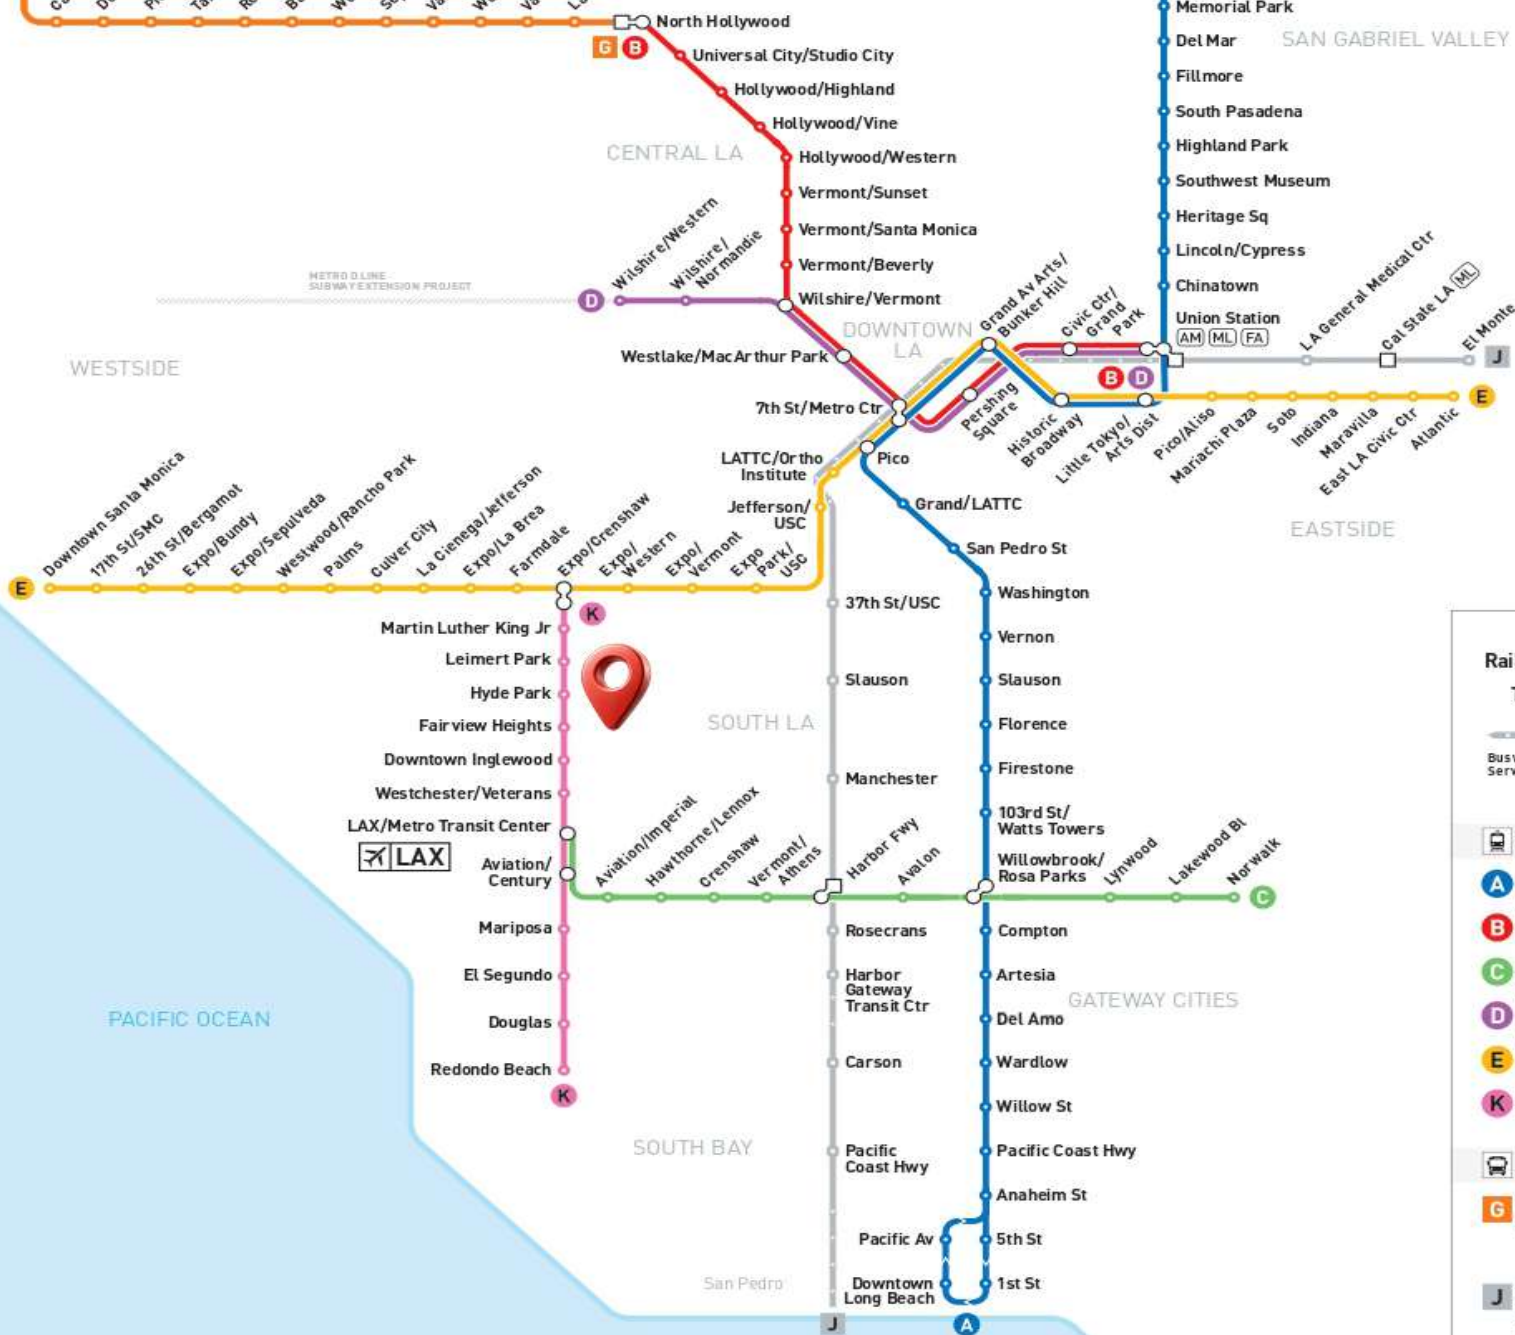 North Hollywood
G B
Universal City/Studio City
Hollywood/Highland
Hollywood/Vine
CENTRAL LA
Hollywood/Western
Vermont/Sunset
Vermont/Santa Monica
Vermont/Beverly
Wilshire/Vermont
Memorial Park
Del Mar
SAN GABRIEL VALLEY
Fillmore
South Pasadena
Highland Park
Southwest Museum
Heritage Sq
Lincoln/Cypress
Chinatown
Union Station
AM ML FA
METRO D LINE
SUBWAY EXTENSION PROJECT
D
Wilshire/Western
Wilshire/
Normandie
WESTSIDE
DOWNTOWN
LA
Westlake/MacArthur Park
7th St/Metro Ctr
Grand Av Arts/
Bunker Hill
Civic Ctr/
Grand
Park
B D
LA General Medical Ctr
Cal State LA ML
El Monte
J
Pershing
Square
Historic
Broadway
Little Tokyo/
Arts Dist
Pico/Aliso
Mariachi Plaza
Soto
Indiana
Maravilla
East LA Civic Ctr
Atlantic
E
EASTSIDE
LATTC/Ortho
Institute
Pico
Jefferson/
USC
Grand/LATTC
San Pedro St
Washington
Vernon
Slauson
Florence
Firestone
103rd St/
Watts Towers
Willowbrook/
Rosa Parks
E
Downtown Santa Monica
17th St/SMC
26th St/Bergamot
Expo/Bundy
Expo/Sepulveda
Westwood/Rancho Park
Palms
Culver City
La Cienega/Jefferson
Expo/La Brea
Farmdale
Expo/Crenshaw
Expo/
Western
Expo/
Vermont
Expo
Park/
USC
K
Martin Luther King Jr
Leimert Park
Hyde Park
Fairview Heights
Downtown Inglewood
Westchester/Veterans
LAX/Metro Transit Center
LAX
Aviation/
Century
Mariposa
El Segundo
Douglas
Redondo Beach
K
SOUTH LA
37th St/USC
Slauson
Manchester
Aviation/Imperial
Hawthorne/Lennox
Crenshaw
Vermont/
Athens
Harbor Fwy
Avalon
Lynwood
Lakewood Bl
Norwalk
C
Rosecrans
Harbor
Gateway
Transit Ctr
Carson
Pacific
Coast Hwy
San Pedro
J
Compton
Artesia
GATEWAY CITIES
Del Amo
Wardlow
Willow St
Pacific Coast Hwy
Anaheim St
Pacific Av
5th St
Downtown
Long Beach
1st St
A
PACIFIC OCEAN
SOUTH BAY
A
B
C
D
E
K
G
J